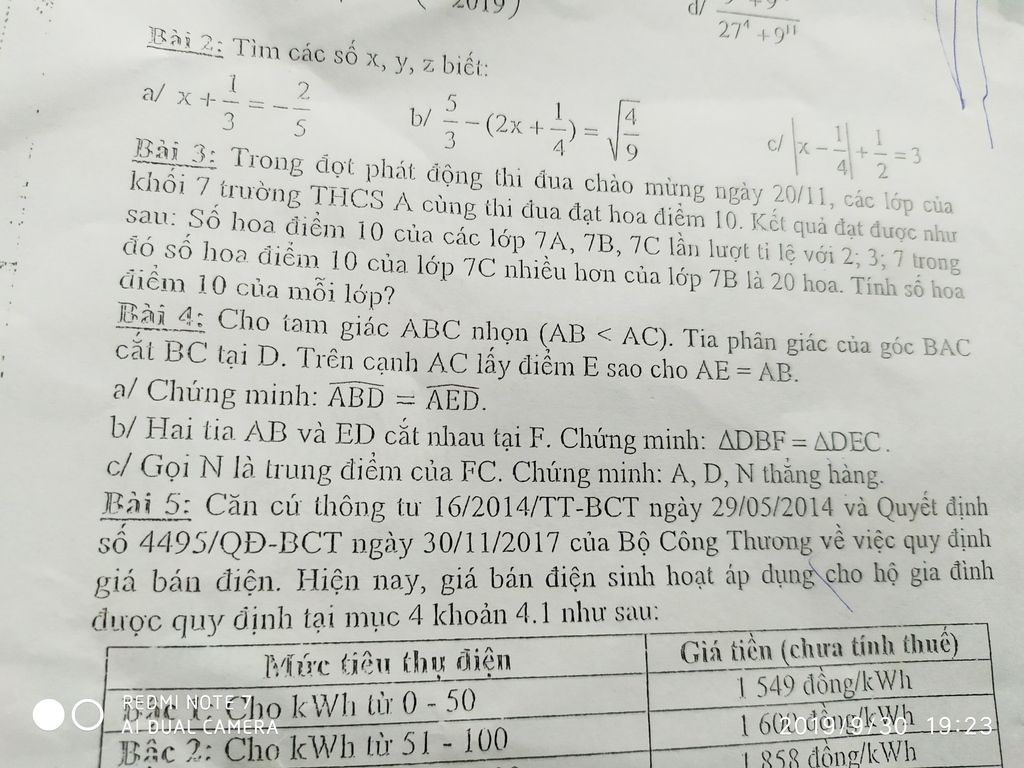 2019)
d/ 27⁴ + 9¹¹
Bài 2: Tìm các số x, y, z biết:
a/ x + 1/3 = - 2/5
b/ 5/3 - (2x + 1/4) = √(4/9)
c/ |x - 1/4| + 1/2 = 3
Bài 3: Trong đợt phát động thi đua chào mừng ngày 20/11, các lớp của
khối 7 trường THCS A cùng thi đua đạt hoa điểm 10. Kết quả đạt được như
sau: Số hoa điểm 10 của các lớp 7A, 7B, 7C lần lượt tỉ lệ với 2; 3; 7 trong
đó số hoa điểm 10 của lớp 7C nhiều hơn của lớp 7B là 20 hoa. Tính số hoa
điểm 10 của mỗi lớp?
Bài 4: Cho tam giác ABC nhọn (AB < AC). Tia phân giác của góc BAC
cắt BC tại D. Trên cạnh AC lấy điểm E sao cho AE = AB.
a/ Chứng minh: ABD = AED.
b/ Hai tia AB và ED cắt nhau tại F. Chứng minh: ΔDBF = ΔDEC.
c/ Gọi N là trung điểm của FC. Chứng minh: A, D, N thẳng hàng.
Bài 5: Căn cứ thông tư 16/2014/TT-BCT ngày 29/05/2014 và Quyết định
số 4495/QĐ-BCT ngày 30/11/2017 của Bộ Công Thương về việc quy định
giá bán điện. Hiện nay, giá bán điện sinh hoạt áp dụng cho hộ gia đình
được quy định tại mục 4 khoản 4.1 như sau:
Mức tiêu thụ điện Giá tiền (chưa tính thuế)
Bậc 1: Cho kWh từ 0 - 50 1 549 đồng/kWh
Bậc 2: Cho kWh từ 51 - 100 1 600 đồng/kWh
1 858 đồng/kWh
REDMI NOTE 7
AI DUAL CAMERA
2019/9/30 19:23